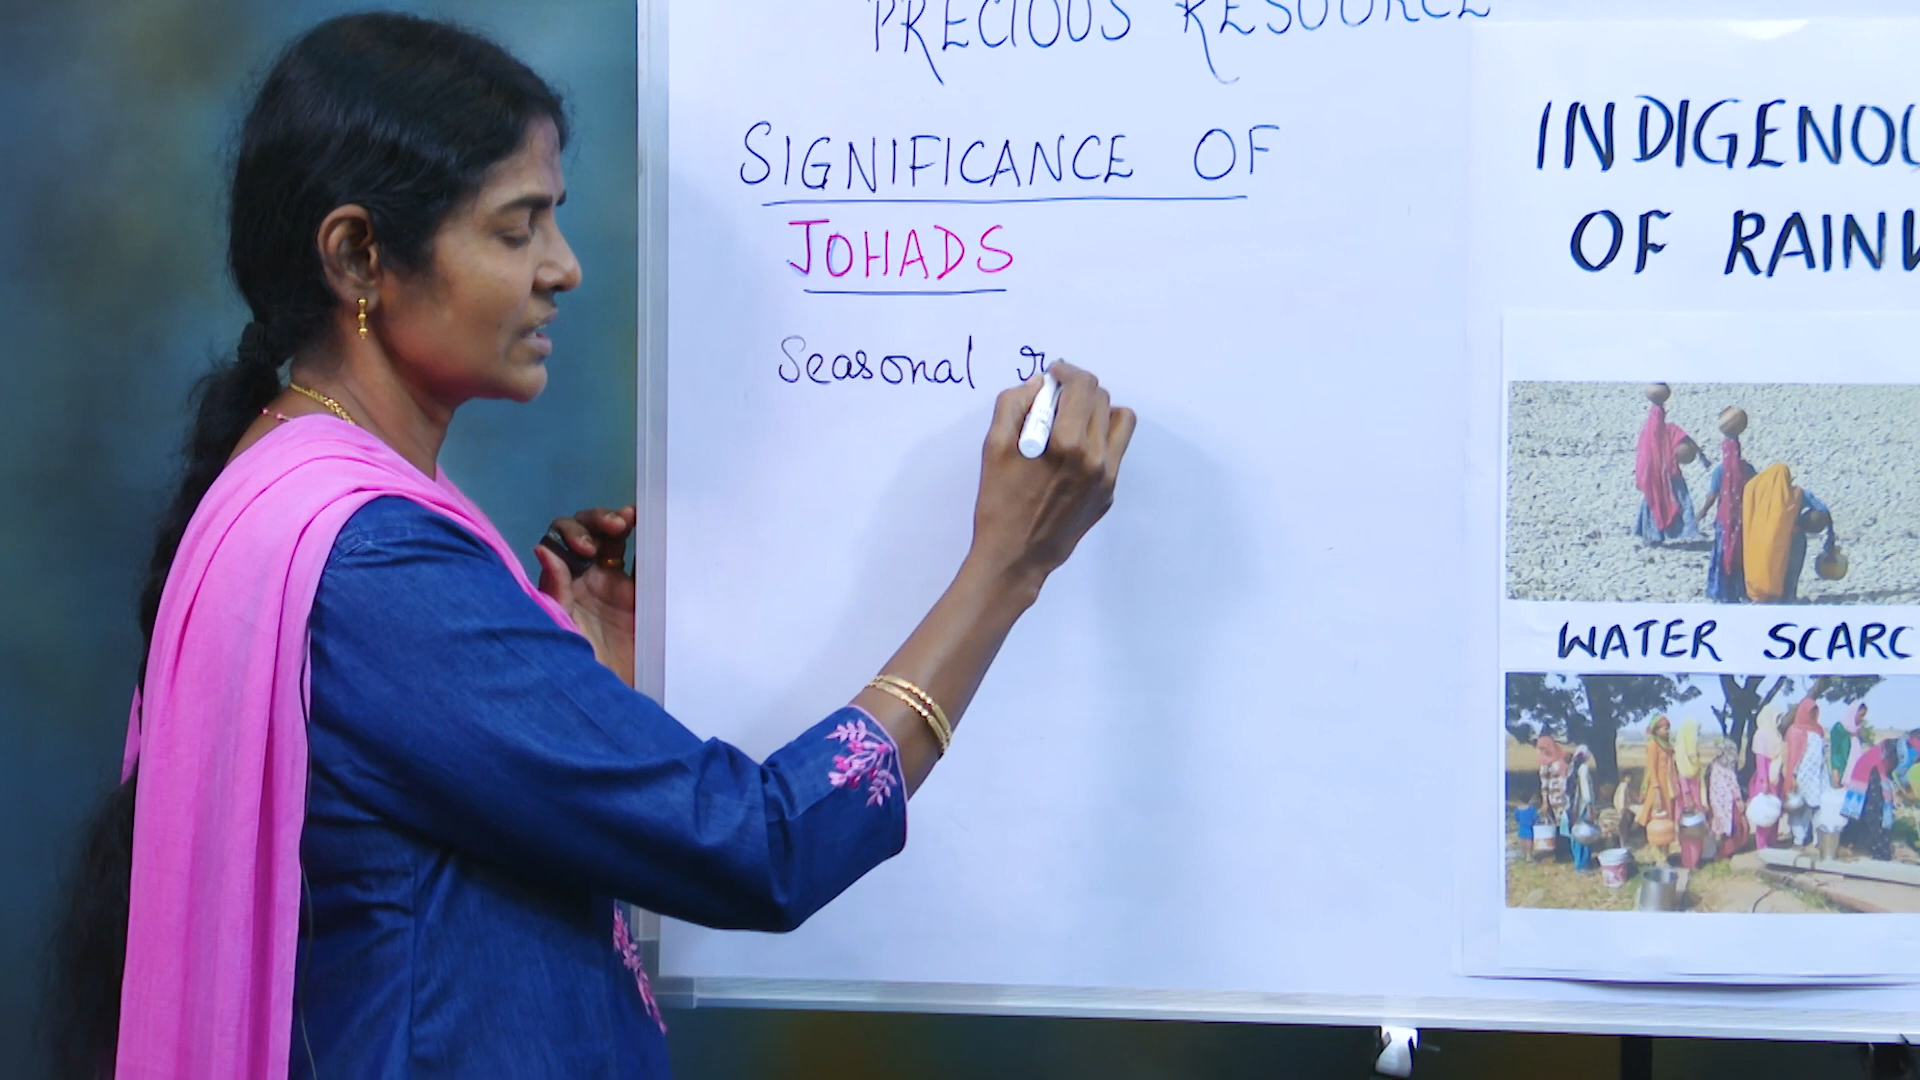 PRECIOUS RESOURCE
SIGNIFICANCE OF
JOHADS
Seasonal
INDIGENOU
OF RAIN
WATER SCARC